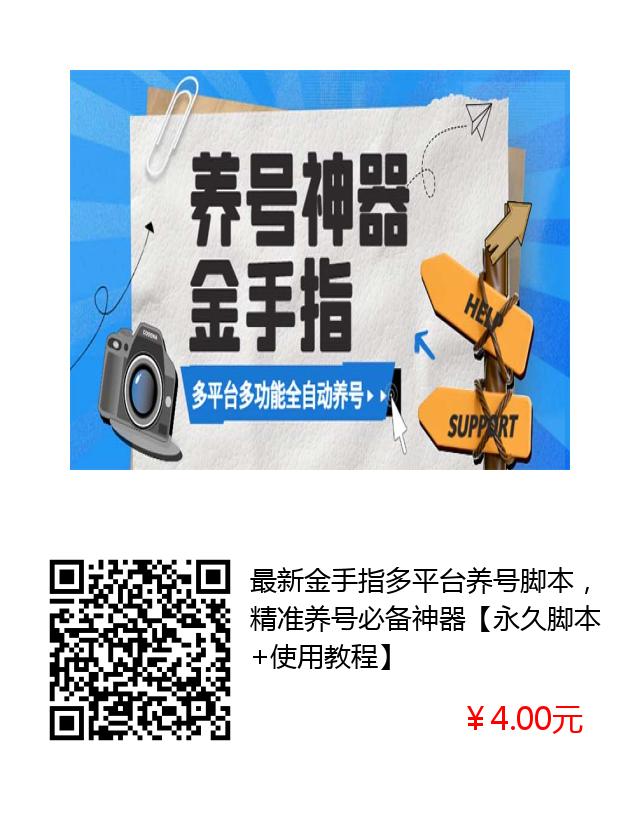 养号神器
金手指
多平台多功能全自动养号
HELP
SUPPORT
最新金手指多平台养号脚本，
精准养号必备神器【永久脚本
+使用教程】
￥4.00元